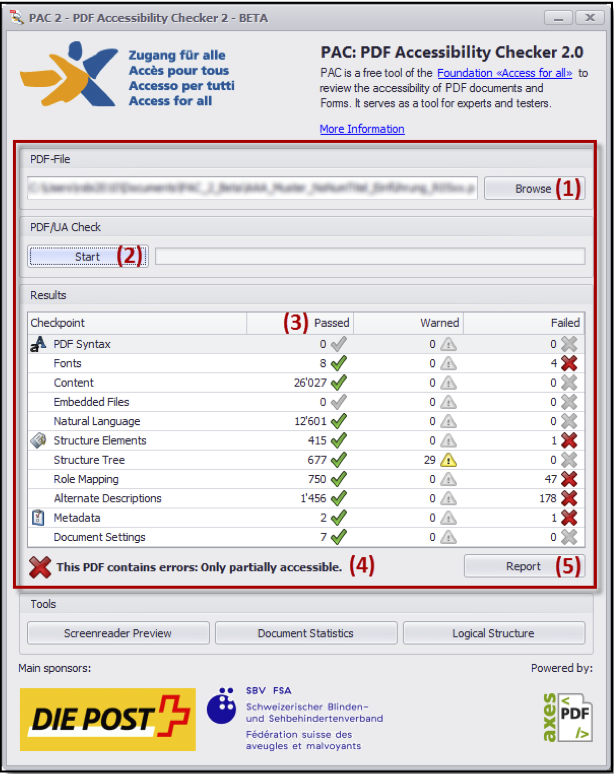 PAC 2 - PDF Accessibility Checker 2 - BETA
Zugang für alle
Accès pour tous
Accesso per tutti
Access for all
PAC: PDF Accessibility Checker 2.0
PAC is a free tool of the Foundation «Access for all» to
review the accessibility of PDF documents and
Forms. It serves as a tool for experts and testers.
More Information
PDF-File
Browse (1)
PDF/UA Check
Start (2)
Results
Checkpoint (3) Passed Warned Failed
PDF Syntax 0 0 0
Fonts 8 0 4
Content 26'027 0 0
Embedded Files 0 0 0
Natural Language 12'601 0 0
Structure Elements 415 0 1
Structure Tree 677 29 0
Role Mapping 750 0 47
Alternate Descriptions 1'456 0 178
Metadata 2 0 1
Document Settings 7 0 0
This PDF contains errors: Only partially accessible. (4)
Report (5)
Tools
Screenreader Preview Document Statistics Logical Structure
Main sponsors: Powered by:
DIE POST
SBV FSA
Schweizerischer Blinden-
und Sehbehindertenverband
Fédération suisse des
aveugles et malvoyants
axes
PDF